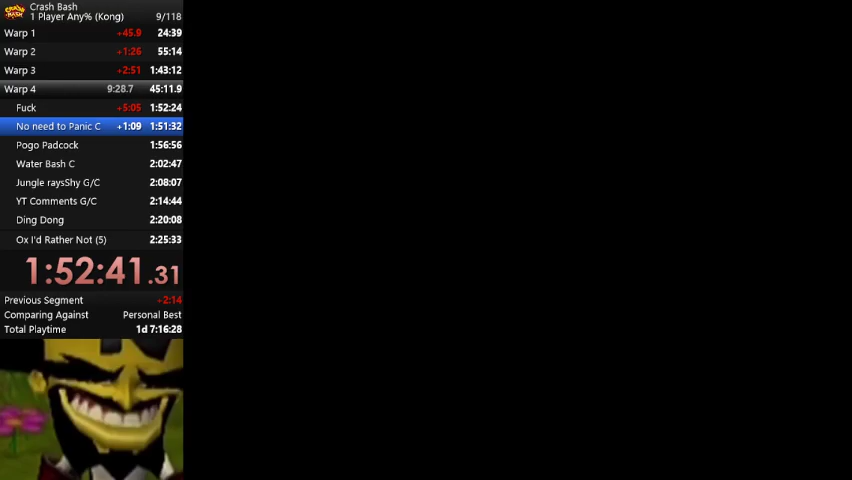 Crash Bash
1 Player Any% (Kong) 9/118
Warp 1 +45.9 24:39
Warp 2 +1:26 55:14
Warp 3 +2:51 1:43:12
Warp 4 9:28.7 45:11.9
Fuck +5:05 1:52:24
No need to Panic C +1:09 1:51:32
Pogo Padcock 1:56:56
Water Bash C 2:02:47
Jungle raysShy G/C 2:08:07
YT Comments G/C 2:14:44
Ding Dong 2:20:08
Ox I'd Rather Not (5) 2:25:33
1:52:41.31
Previous Segment +2:14
Comparing Against Personal Best
Total Playtime 1d 7:16:28